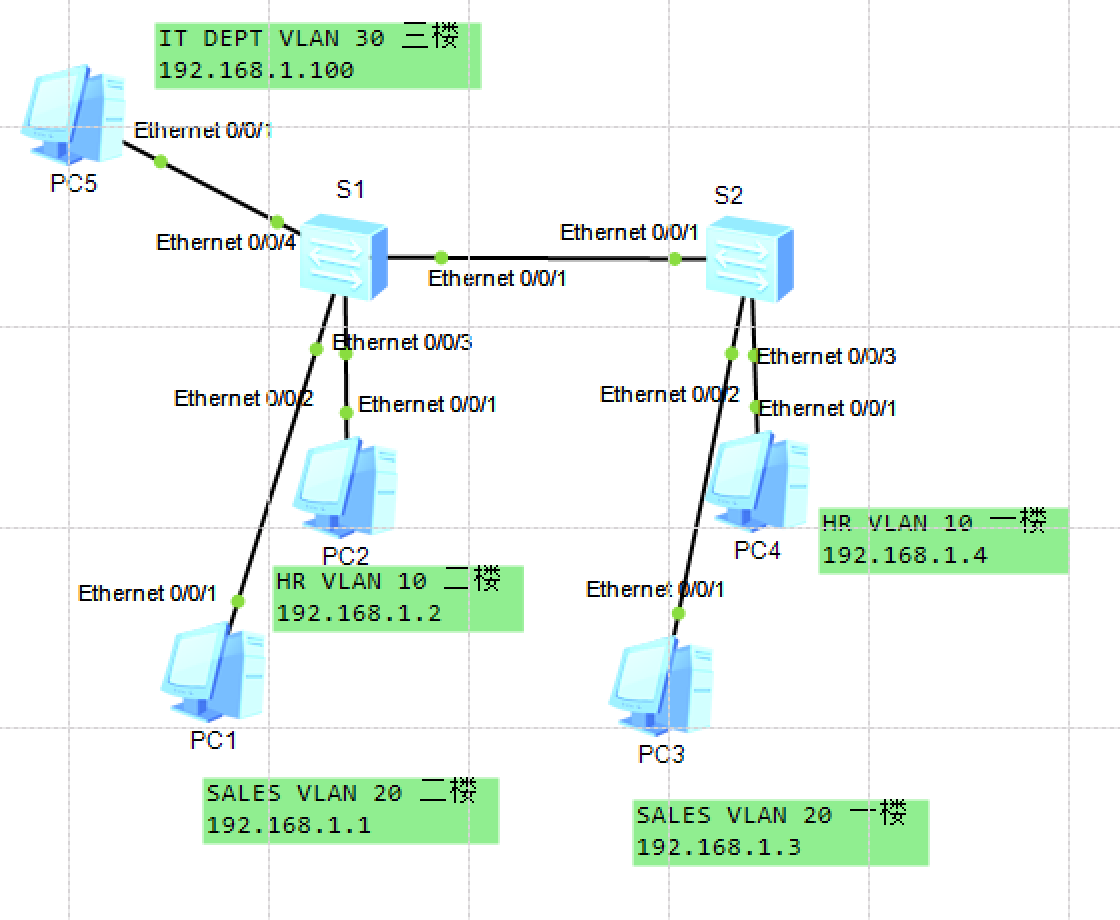 IT DEPT VLAN 30 三楼
192.168.1.100
Ethernet 0/0/1
PC5
S1
S2
Ethernet 0/0/4
Ethernet 0/0/1
Ethernet 0/0/1
Ethernet 0/0/3
Ethernet 0/0/3
Ethernet 0/0/2
Ethernet 0/0/1
Ethernet 0/0/2
Ethernet 0/0/1
PC2
PC4
HR VLAN 10 一楼
192.168.1.4
HR VLAN 10 二楼
192.168.1.2
Ethernet 0/0/1
Ethernet 0/0/1
PC1
PC3
SALES VLAN 20 二楼
192.168.1.1
SALES VLAN 20 一楼
192.168.1.3